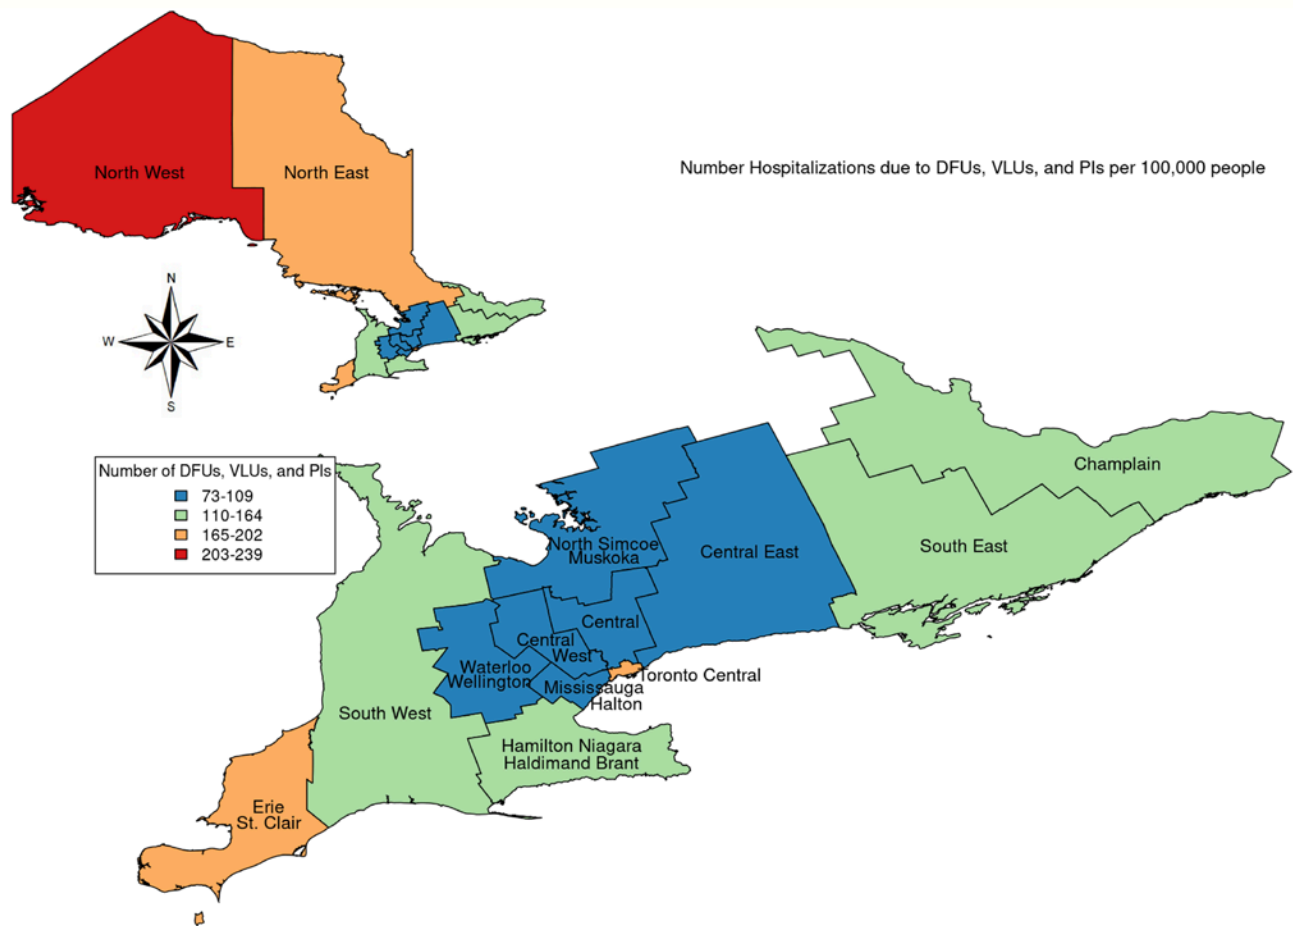 North West
North East
Number Hospitalizations due to DFUs, VLUs, and PIs per 100,000 people
N
W
E
S
Number of DFUs, VLUs, and PIs
73-109
110-164
165-202
203-239
Champlain
South East
North Simcoe
Muskoka
Central East
Central
Central
West
Waterloo
Wellington
Toronto Central
Mississauga
Halton
South West
Hamilton Niagara
Haldimand Brant
Erie
St. Clair